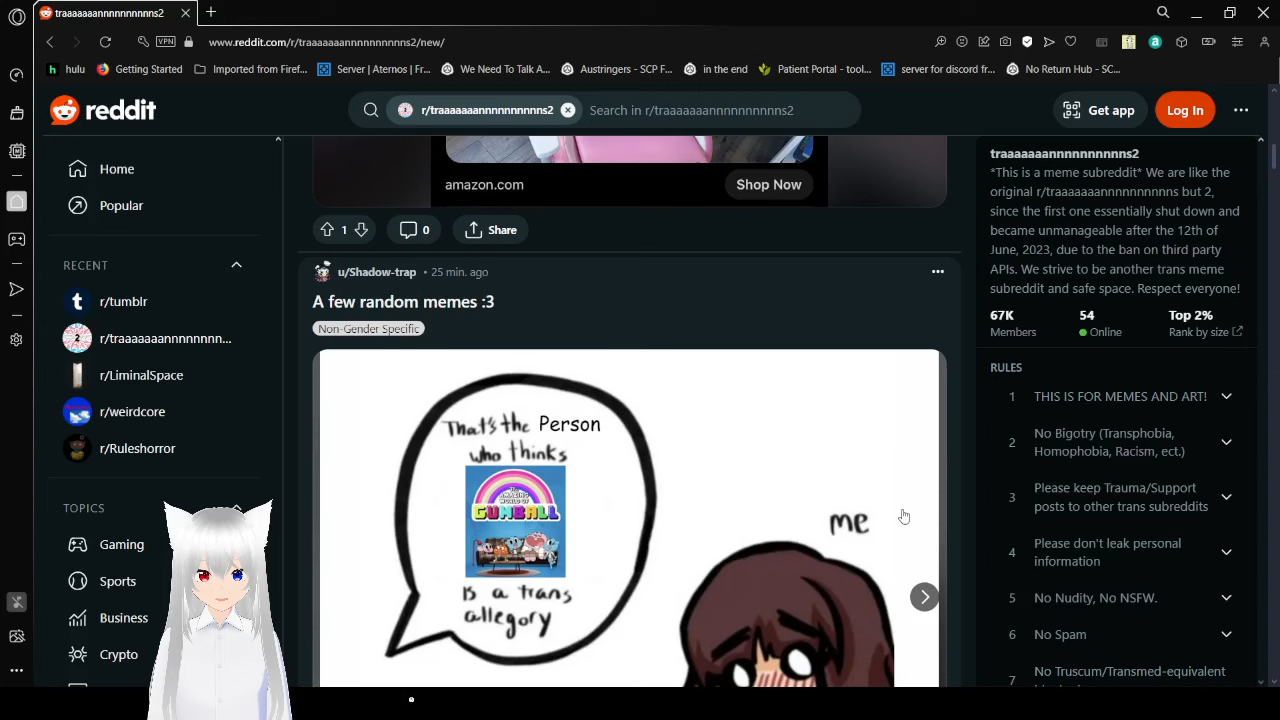 traaaaaaannnnnnnnnns2
VPN
www.reddit.com/r/traaaaaaannnnnnnnnns2/new/
hulu
Getting Started
Imported from Firef...
Server | Aternos | Fr...
We Need To Talk A...
Austringers - SCP F...
in the end
Patient Portal - tool...
server for discord fr...
No Return Hub - SC...
reddit
r/traaaaaaannnnnnnnnns2
Search in r/traaaaaaannnnnnnnnns2
Get app
Log In
Home
Popular
RECENT
r/tumblr
r/traaaaaaannnnnnn...
r/LiminalSpace
r/weirdcore
r/Ruleshorror
TOPICS
Gaming
Sports
Business
Crypto
amazon.com
Shop Now
1
0
Share
u/Shadow-trap • 25 min. ago
A few random memes :3
Non-Gender Specific
That's the Person
who thinks
THE
AMAZING
WORLD OF
GUMBALL
is a trans
allegory
me
traaaaaaannnnnnnnnns2
*This is a meme subreddit* We are like the
original r/traaaaaaannnnnnnnnns but 2,
since the first one essentially shut down and
became unmanageable after the 12th of
June, 2023, due to the ban on third party
APIs. We strive to be another trans meme
subreddit and safe space. Respect everyone!
67K
Members
54
Online
Top 2%
Rank by size
RULES
1
THIS IS FOR MEMES AND ART!
2
No Bigotry (Transphobia,
Homophobia, Racism, ect.)
3
Please keep Trauma/Support
posts to other trans subreddits
4
Please don't leak personal
information
5
No Nudity, No NSFW.
6
No Spam
7
No Truscum/Transmed-equivalent